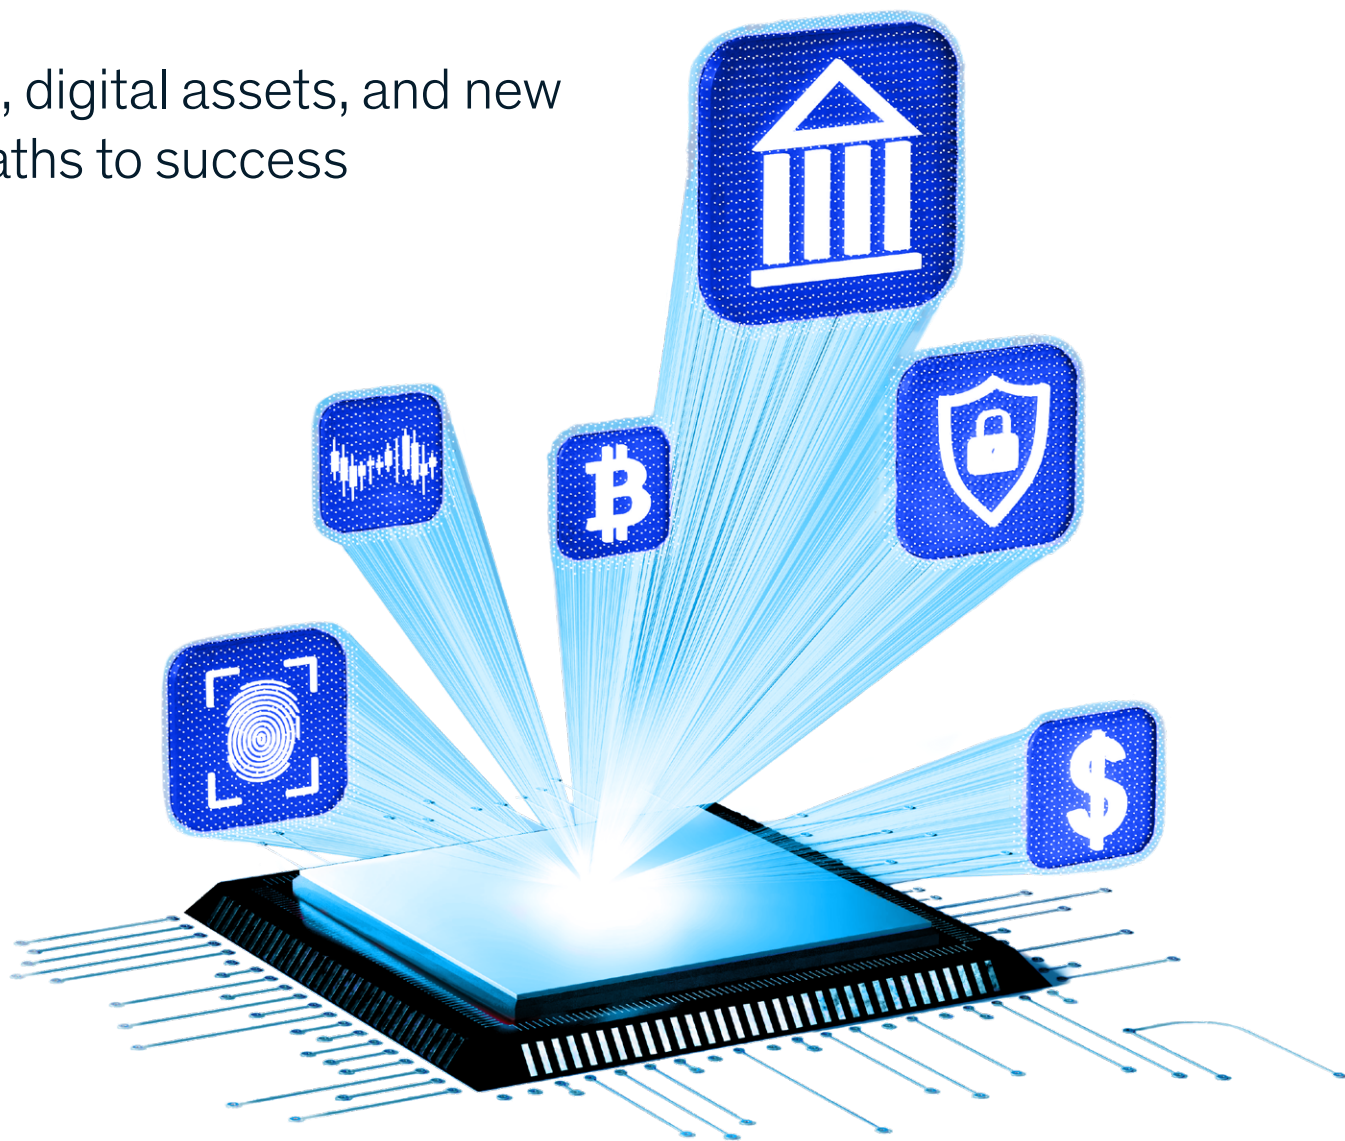 , digital assets, and new
aths to success